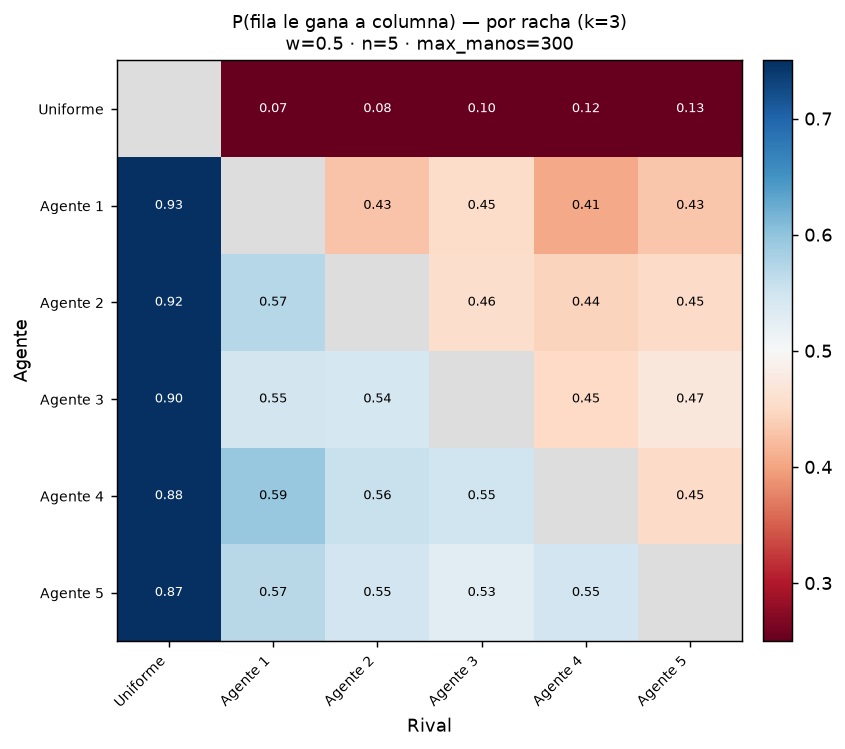 P(fila le gana a columna) — por racha (k=3)
w=0.5 · n=5 · max_manos=300
Agente
Uniforme 0.07 0.08 0.10 0.12 0.13
Agente 1 0.93 0.43 0.45 0.41 0.43
Agente 2 0.92 0.57 0.46 0.44 0.45
Agente 3 0.90 0.55 0.54 0.45 0.47
Agente 4 0.88 0.59 0.56 0.55 0.45
Agente 5 0.87 0.57 0.55 0.53 0.55
Uniforme Agente 1 Agente 2 Agente 3 Agente 4 Agente 5
Rival
0.7
0.6
0.5
0.4
0.3